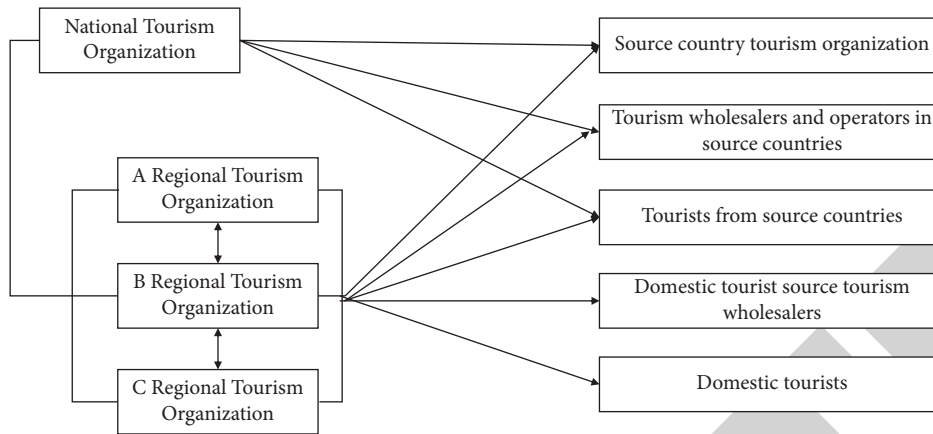 National Tourism
Organization
Source country tourism organization
Tourism wholesalers and operators in
source countries
A Regional Tourism
Organization
Tourists from source countries
B Regional Tourism
Organization
Domestic tourist source tourism
wholesalers
C Regional Tourism
Organization
Domestic tourists